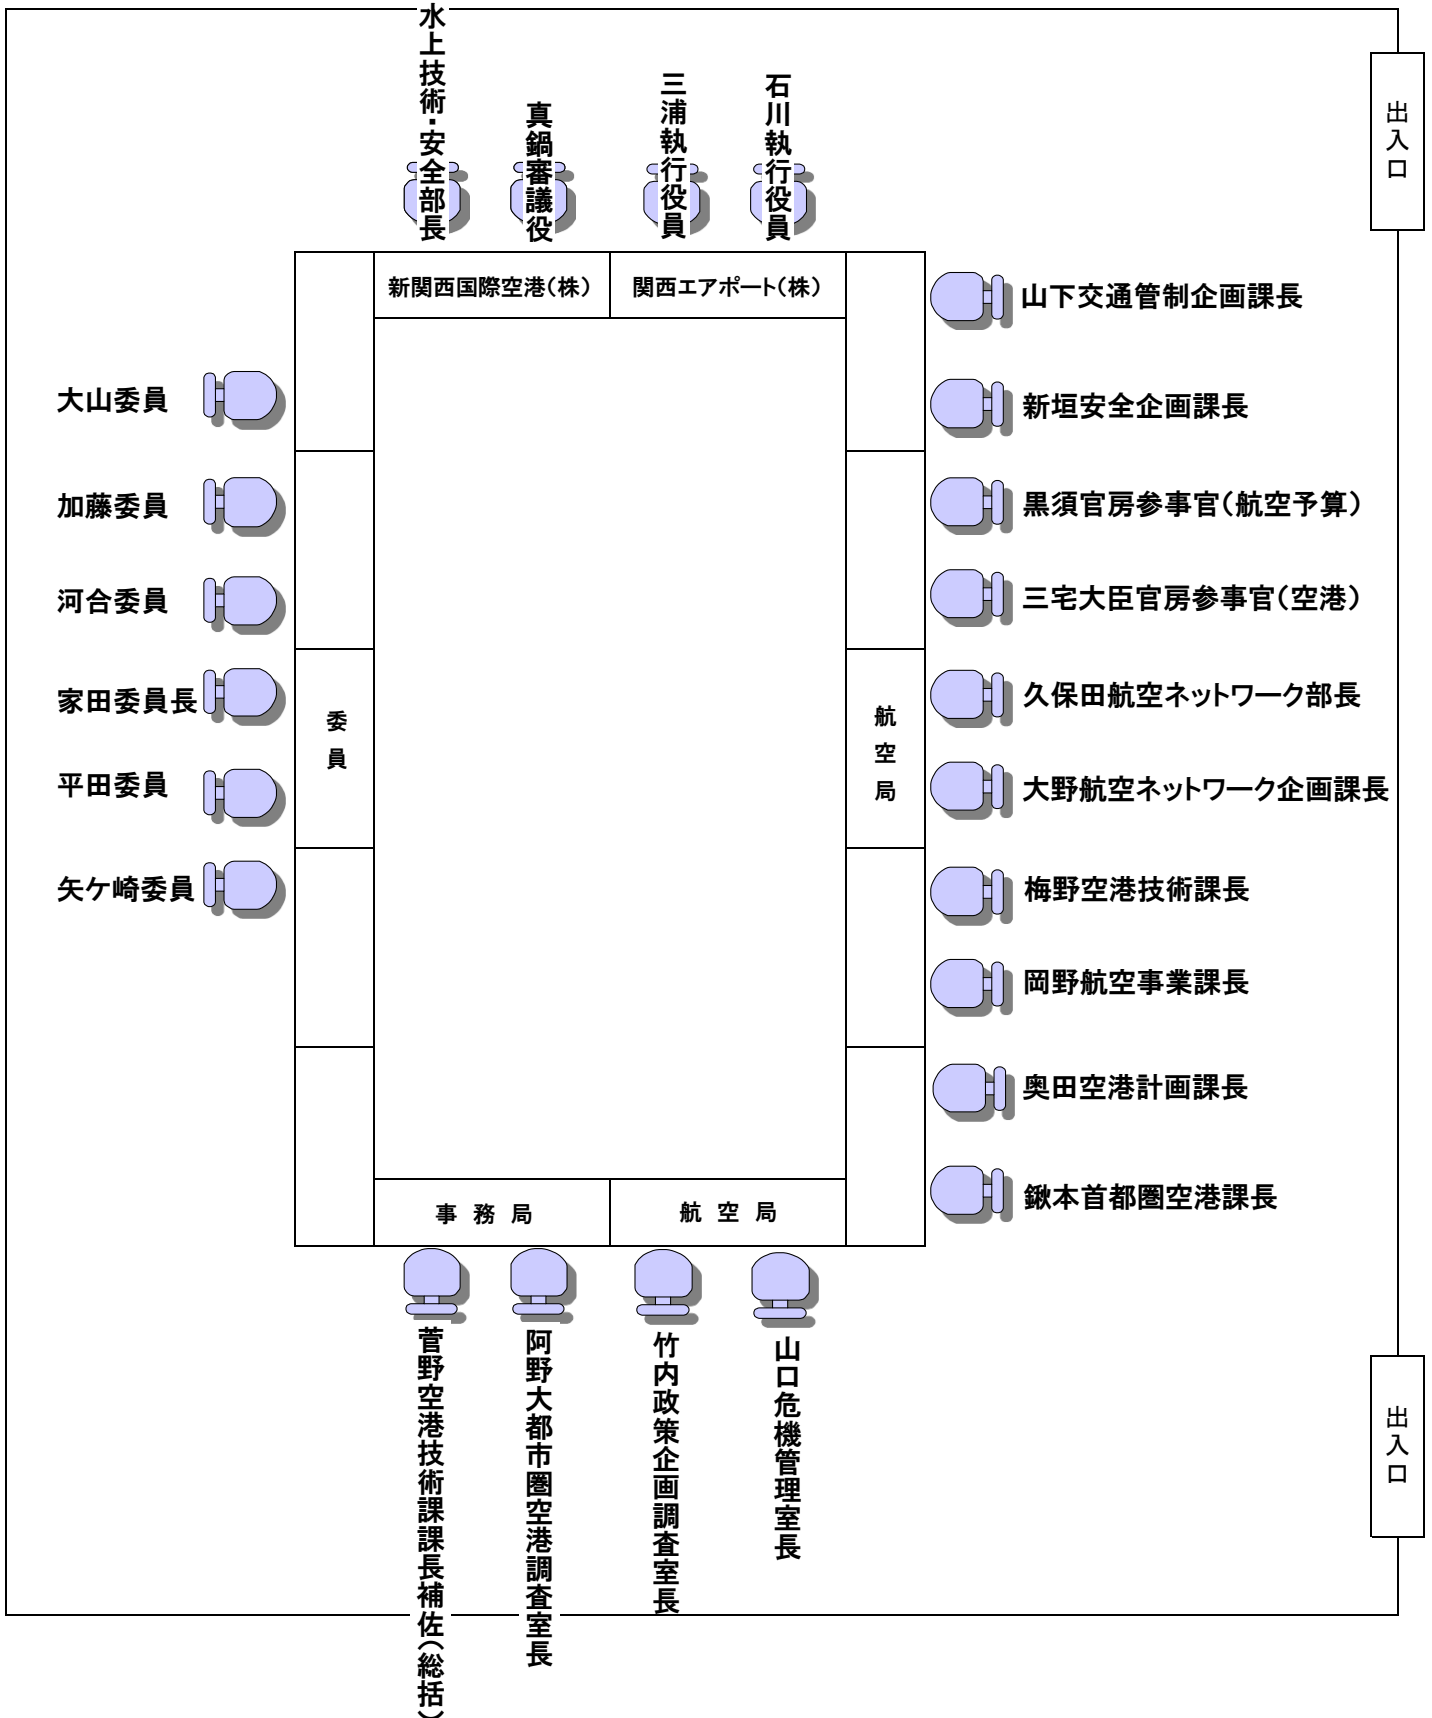 水上技術・安全部長
真鍋審議役
三浦執行役員
石川執行役員
出入口
新関西国際空港（株）
関西エアポート（株）
大山委員
加藤委員
河合委員
家田委員長
平田委員
矢ケ崎委員
委員
航空局
山下交通管制企画課長
新垣安全企画課長
黒須官房参事官（航空予算）
三宅大臣官房参事官（空港）
久保田航空ネットワーク部長
大野航空ネットワーク企画課長
梅野空港技術課長
岡野航空事業課長
奥田空港計画課長
鍬本首都圏空港課長
事務局
航空局
菅野空港技術課課長補佐（総括）
阿野大都市圏空港調査室長
竹内政策企画調査室長
山口危機管理室長
出入口